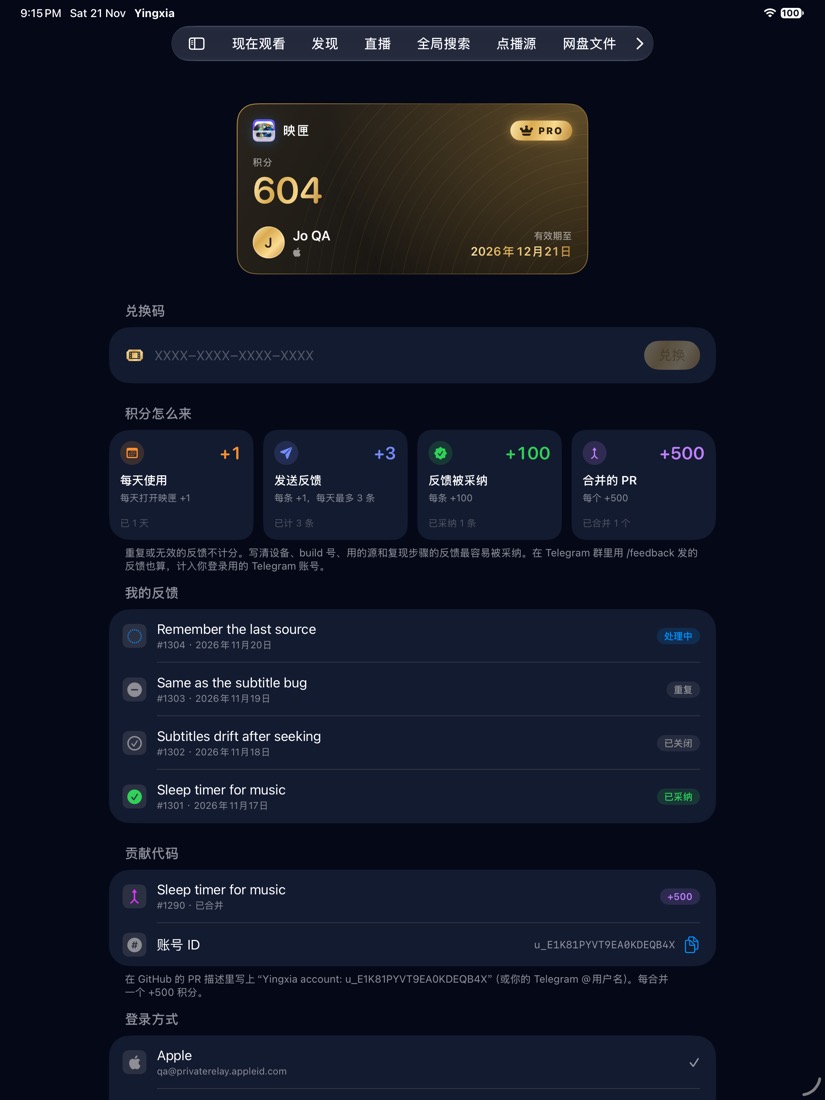 9:15 PM Sat 21 Nov Yingxia
100
现在观看 发现 直播 全局搜索 点播源 网盘文件
映匣
PRO
积分
604
J
Jo QA
有效期至
2026年12月21日
兑换码
XXXX-XXXX-XXXX-XXXX
兑换
积分怎么来
+1
每天使用
每天打开映匣 +1
已 1 天
+3
发送反馈
每条 +1，每天最多 3 条
已计 3 条
+100
反馈被采纳
每条 +100
已采纳 1 条
+500
合并的 PR
每个 +500
已合并 1 个
重复或无效的反馈不计分。写清设备、build 号、用的源和复现步骤的反馈最容易被采纳。在 Telegram 群里用 /feedback 发的
反馈也算，计入你登录用的 Telegram 账号。
我的反馈
Remember the last source
#1304 · 2026年11月20日
处理中
Same as the subtitle bug
#1303 · 2026年11月19日
重复
Subtitles drift after seeking
#1302 · 2026年11月18日
已关闭
Sleep timer for music
#1301 · 2026年11月17日
已采纳
贡献代码
Sleep timer for music
#1290 · 已合并
+500
账号 ID
u_E1K81PYVT9EA0KDEQB4X
在 GitHub 的 PR 描述里写上 “Yingxia account: u_E1K81PYVT9EA0KDEQB4X” (或你的 Telegram @用户名)。每合并
一个 +500 积分。
登录方式
Apple
qa@privaterelay.appleid.com